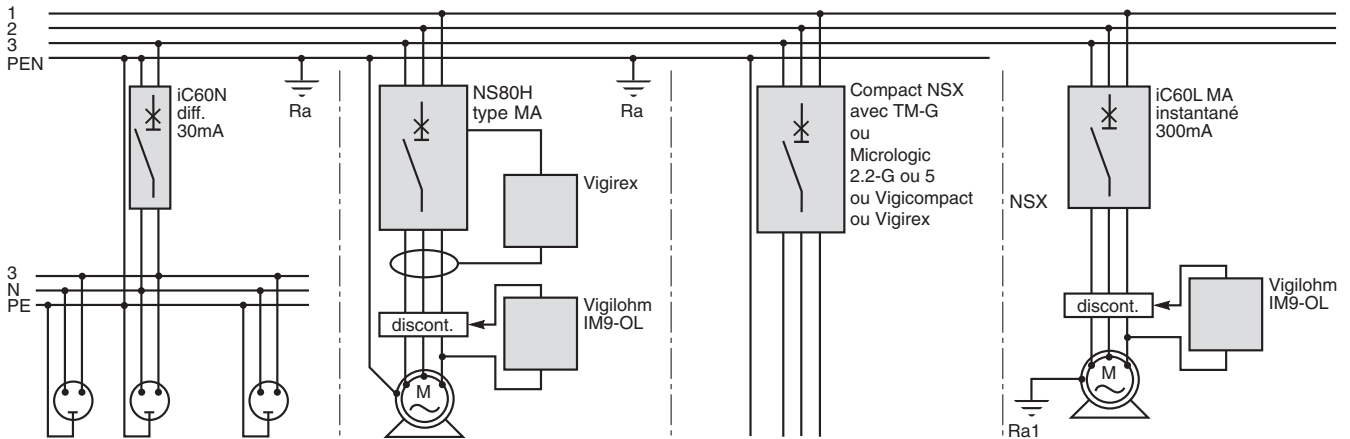 1
2
3
PEN
iC60N
diff.
30mA
Ra
NS80H
type MA
Vigirex
Ra
Compact NSX
avec TM-G
ou
Micrologic
2.2-G ou 5
ou Vigicompact
ou Vigirex
NSX
iC60L MA
instantané
300mA
3
N
PE
discont.
Vigilohm
IM9-OL
M
discont.
Vigilohm
IM9-OL
M
Ra1